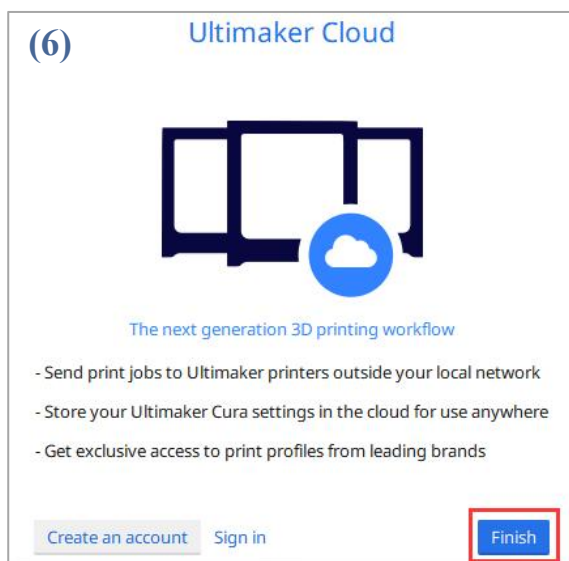 (6)
Ultimaker Cloud
The next generation 3D printing workflow
- Send print jobs to Ultimaker printers outside your local network
- Store your Ultimaker Cura settings in the cloud for use anywhere
- Get exclusive access to print profiles from leading brands
Create an account Sign in Finish